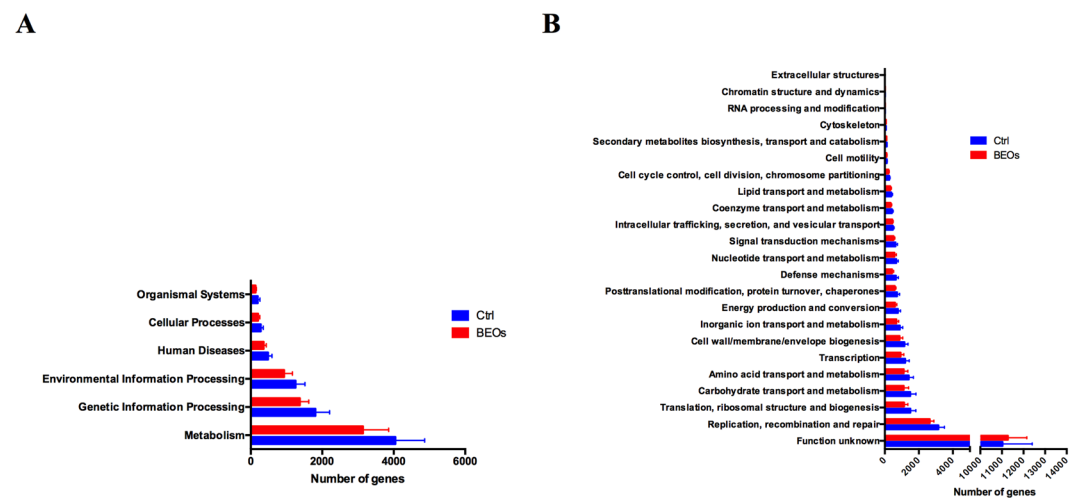 A
Organismal Systems
Cellular Processes
Human Diseases
Environmental Information Processing
Genetic Information Processing
Metabolism
0 2000 4000 6000
Number of genes
Ctrl
BEOs
B
Extracellular structures
Chromatin structure and dynamics
RNA processing and modification
Cytoskeleton
Secondary metabolites biosynthesis, transport and catabolism
Cell motility
Cell cycle control, cell division, chromosome partitioning
Lipid transport and metabolism
Coenzyme transport and metabolism
Intracellular trafficking, secretion, and vesicular transport
Signal transduction mechanisms
Nucleotide transport and metabolism
Defense mechanisms
Posttranslational modification, protein turnover, chaperones
Energy production and conversion
Inorganic ion transport and metabolism
Cell wall/membrane/envelope biogenesis
Transcription
Amino acid transport and metabolism
Carbohydrate transport and metabolism
Translation, ribosomal structure and biogenesis
Replication, recombination and repair
Function unknown
0 2000 4000 10000 11000 12000 13000 14000
Number of genes
Ctrl
BEOs